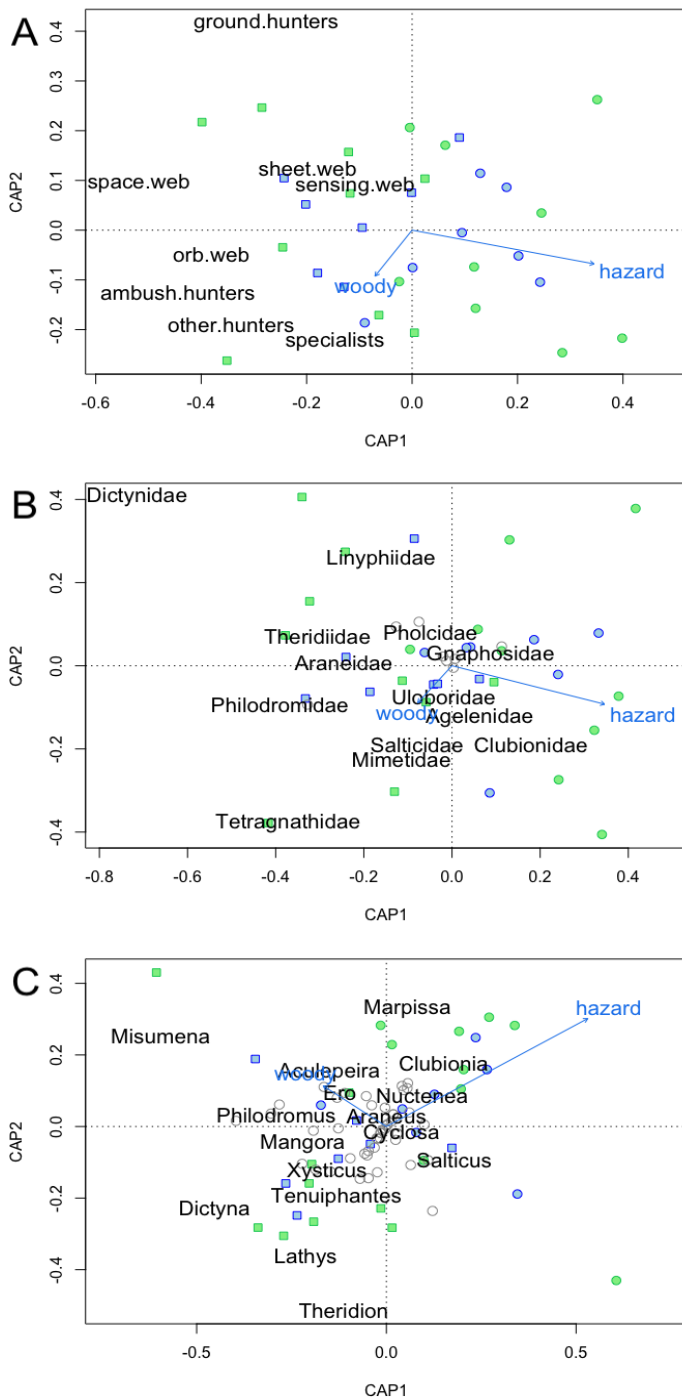 A
ground.hunters
0.4
0.3
0.2
0.1
0.0
-0.1
-0.2
CAP2
sheet.web
space.web
sensing.web
orb.web
woody
hazard
ambush.hunters
other.hunters
specialists
-0.6
-0.4
-0.2
0.0
0.2
0.4
CAP1
B
Dictynidae
0.4
0.2
0.0
-0.2
-0.4
CAP2
Linyphiidae
Pholcidae
Theridiidae
Gnaphosidae
Araneidae
Uloboridae
Philodromidae
woody
Agelenidae
hazard
Salticidae
Clubionidae
Mimetidae
Tetragnathidae
-0.8
-0.6
-0.4
-0.2
0.0
0.2
0.4
CAP1
C
0.4
0.2
0.0
-0.2
-0.4
CAP2
Marpissa
hazard
Misumena
Clubionia
Aculepeira
woody
Ero
Nuctenea
Philodromus
Araneus
Cyclosa
Mangora
Salticus
Xysticus
Tenuiphantes
Dictyna
Lathys
Theridion
-0.5
0.0
0.5
CAP1